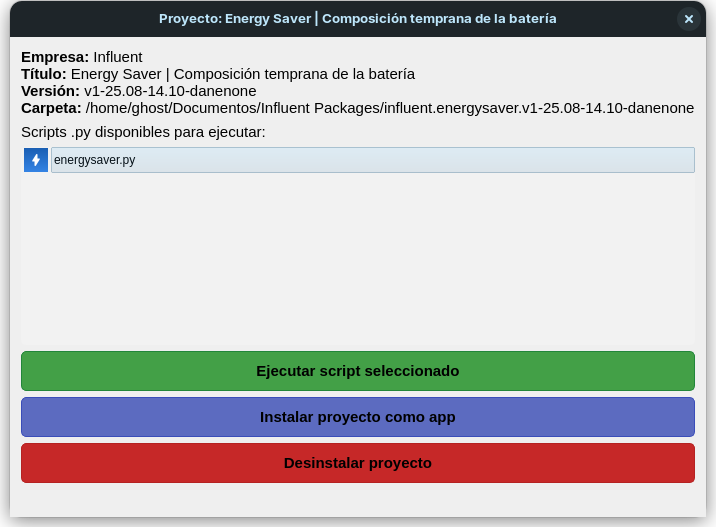 Proyecto: Energy Saver | Composición temprana de la batería
Empresa: Influent
Título: Energy Saver | Composición temprana de la batería
Versión: v1-25.08-14.10-danenone
Carpeta: /home/ghost/Documentos/Influent Packages/influent.energysaver.v1-25.08-14.10-danenone
Scripts .py disponibles para ejecutar:
energysaver.py
Ejecutar script seleccionado
Instalar proyecto como app
Desinstalar proyecto